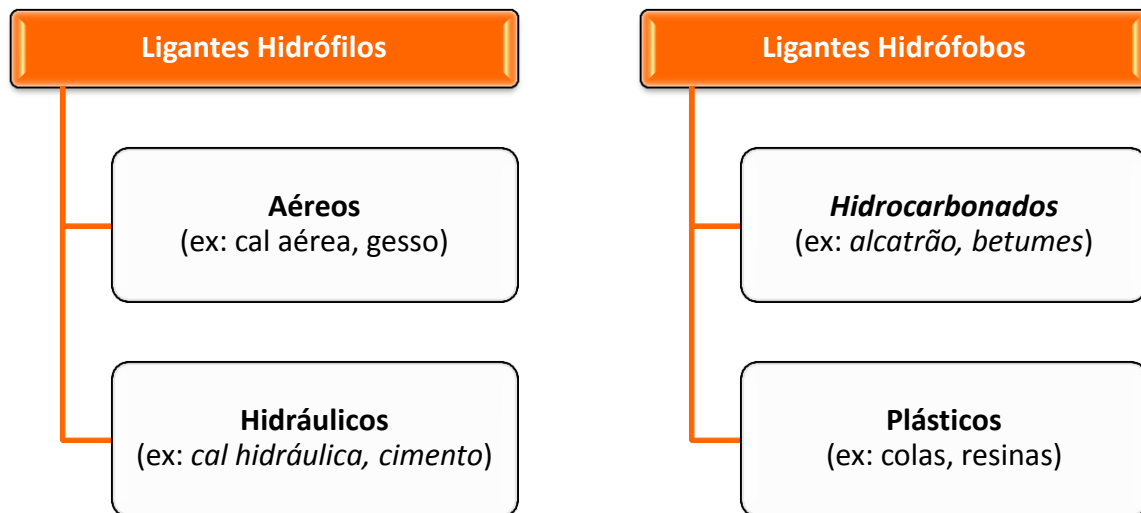 Ligantes Hidrófilos
Aéreos
(ex: cal aérea, gesso)
Hidráulicos
(ex: cal hidráulica, cimento)
Ligantes Hidrófobos
Hidrocarbonados
(ex: alcatrão, betumes)
Plásticos
(ex: colas, resinas)